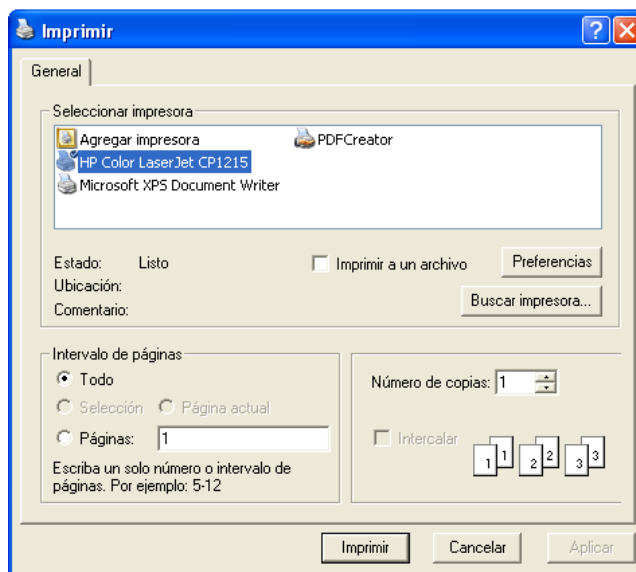 Imprimir
General
Seleccionar impresora
Agregar impresora
PDFCreator
HP Color LaserJet CP1215
Microsoft XPS Document Writer
Estado: Listo
Imprimir a un archivo
Preferencias
Ubicación:
Comentario:
Buscar impresora...
Intervalo de páginas
Todo
Selección Página actual
Páginas: 1
Escriba un solo número o intervalo de
páginas. Por ejemplo: 5-12
Número de copias: 1
Intercalar
1 1 2 2 3 3
Imprimir Cancelar Aplicar